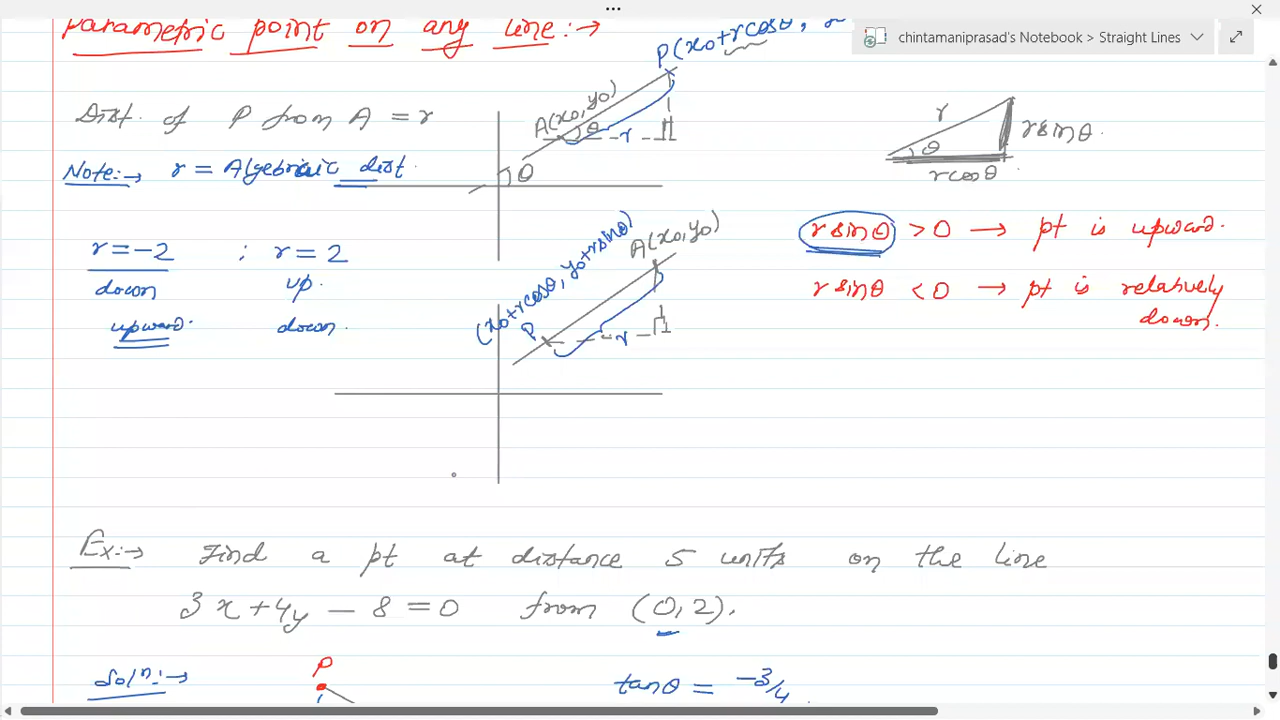 parametric point on any line:→
chintamaniprasad's Notebook > Straight Lines
P(x0+rcosθ,
Dist. of P from A = r
A(x0, y0)
θ
r
θ
r
θ
rsinθ.
rcosθ
Note:→ r = Algebraic dist.
r = -2 ; r = 2
down up.
upward. down.
A(x0, y0)
(x0+rcosθ, y0+rsinθ)
P
r
rsinθ > 0 → pt is upward.
rsinθ < 0 → pt is relatively
down.
Ex:→ Find a pt at distance 5 units on the line
3x+4y-8=0 from (0,2).
Soln:→
P
tanθ = -3/4